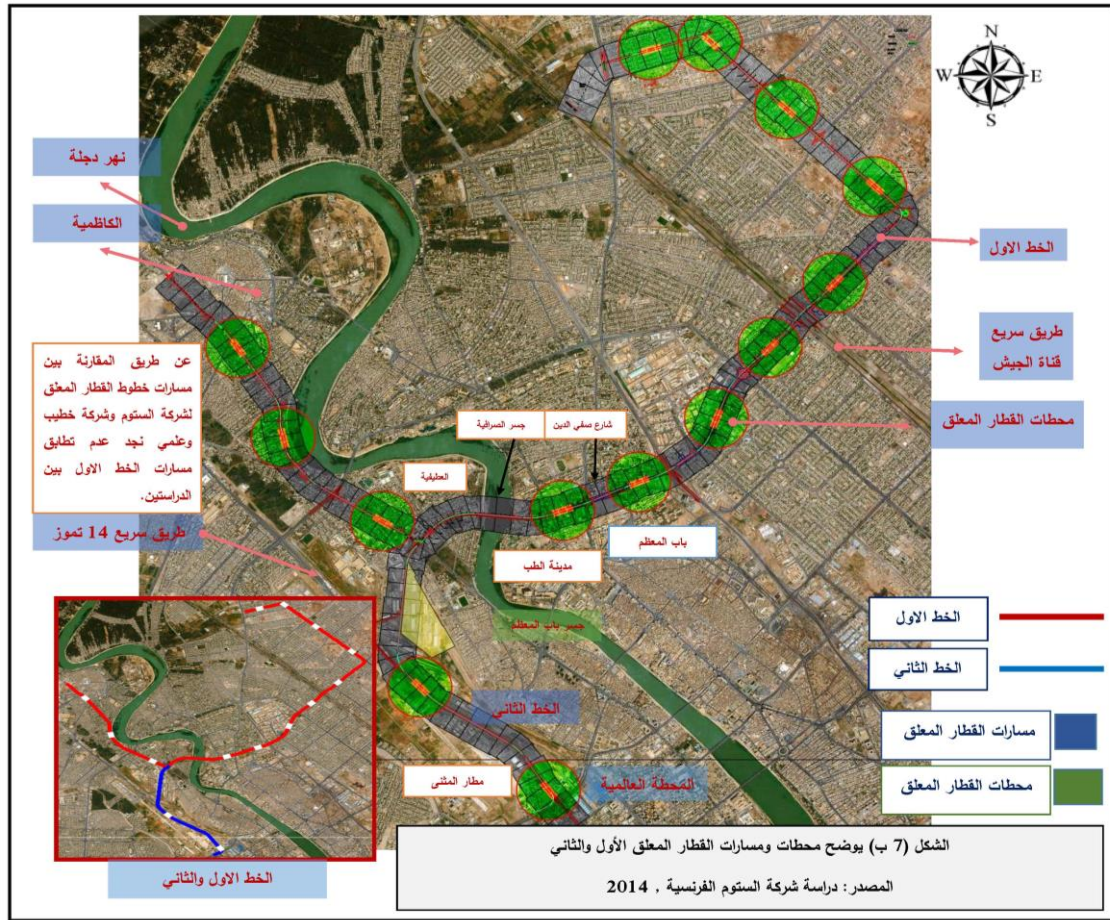 N
W
E
S
نهر دجلة
الكاظمية
الخط الاول
طريق سريع
قناة الجيش
محطات القطار المعلق
عن طريق المقارنة بين
مسارات خطوط القطار المعلق
لشركة الستوم وشركة خطيب
وعلمي نجد عدم تطابق
مسارات الخط الاول بين
الدراستين.
طريق سريع 14 تموز
جسر الصرافية
شارع صفي الدين
العطيفية
باب المعظم
مدينة الطب
جسر باب المعظم
الخط الثاني
مطار المثنى
المحطة العالمية
الخط الاول
الخط الثاني
مسارات القطار المعلق
محطات القطار المعلق
الخط الاول والثاني
الشكل (7 ب) يوضح محطات ومسارات القطار المعلق الأول والثاني
المصدر: دراسة شركة الستوم الفرنسية , 2014